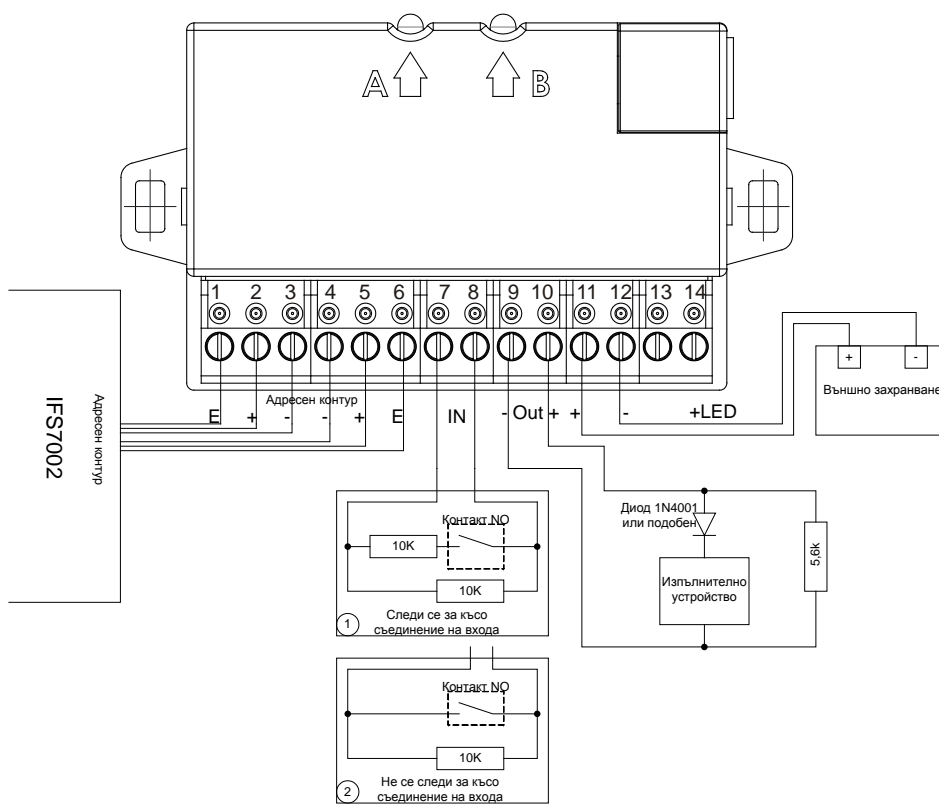 A
B
1 2 3 4 5 6 7 8 9 10 11 12 13 14
Адресен контур
E + - - + E IN - Out + + - +LED
IFS7002
Адресен контур
+ -
Външно захранване
Контакт NO
10K
10K
1
Следи се за късо
съединение на входа
Контакт NO
10K
2
Не се следи за късо
съединение на входа
Диод 1N4001
или подобен
Изпълнително
устройство
5,6k